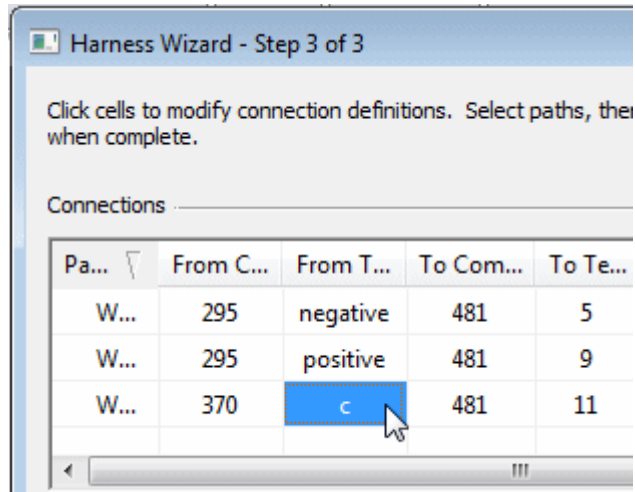 Harness Wizard - Step 3 of 3
Click cells to modify connection definitions. Select paths, then
when complete.
Connections
Pa... From C... From T... To Com... To Te...
W... 295 negative 481 5
W... 295 positive 481 9
W... 370 c 481 11